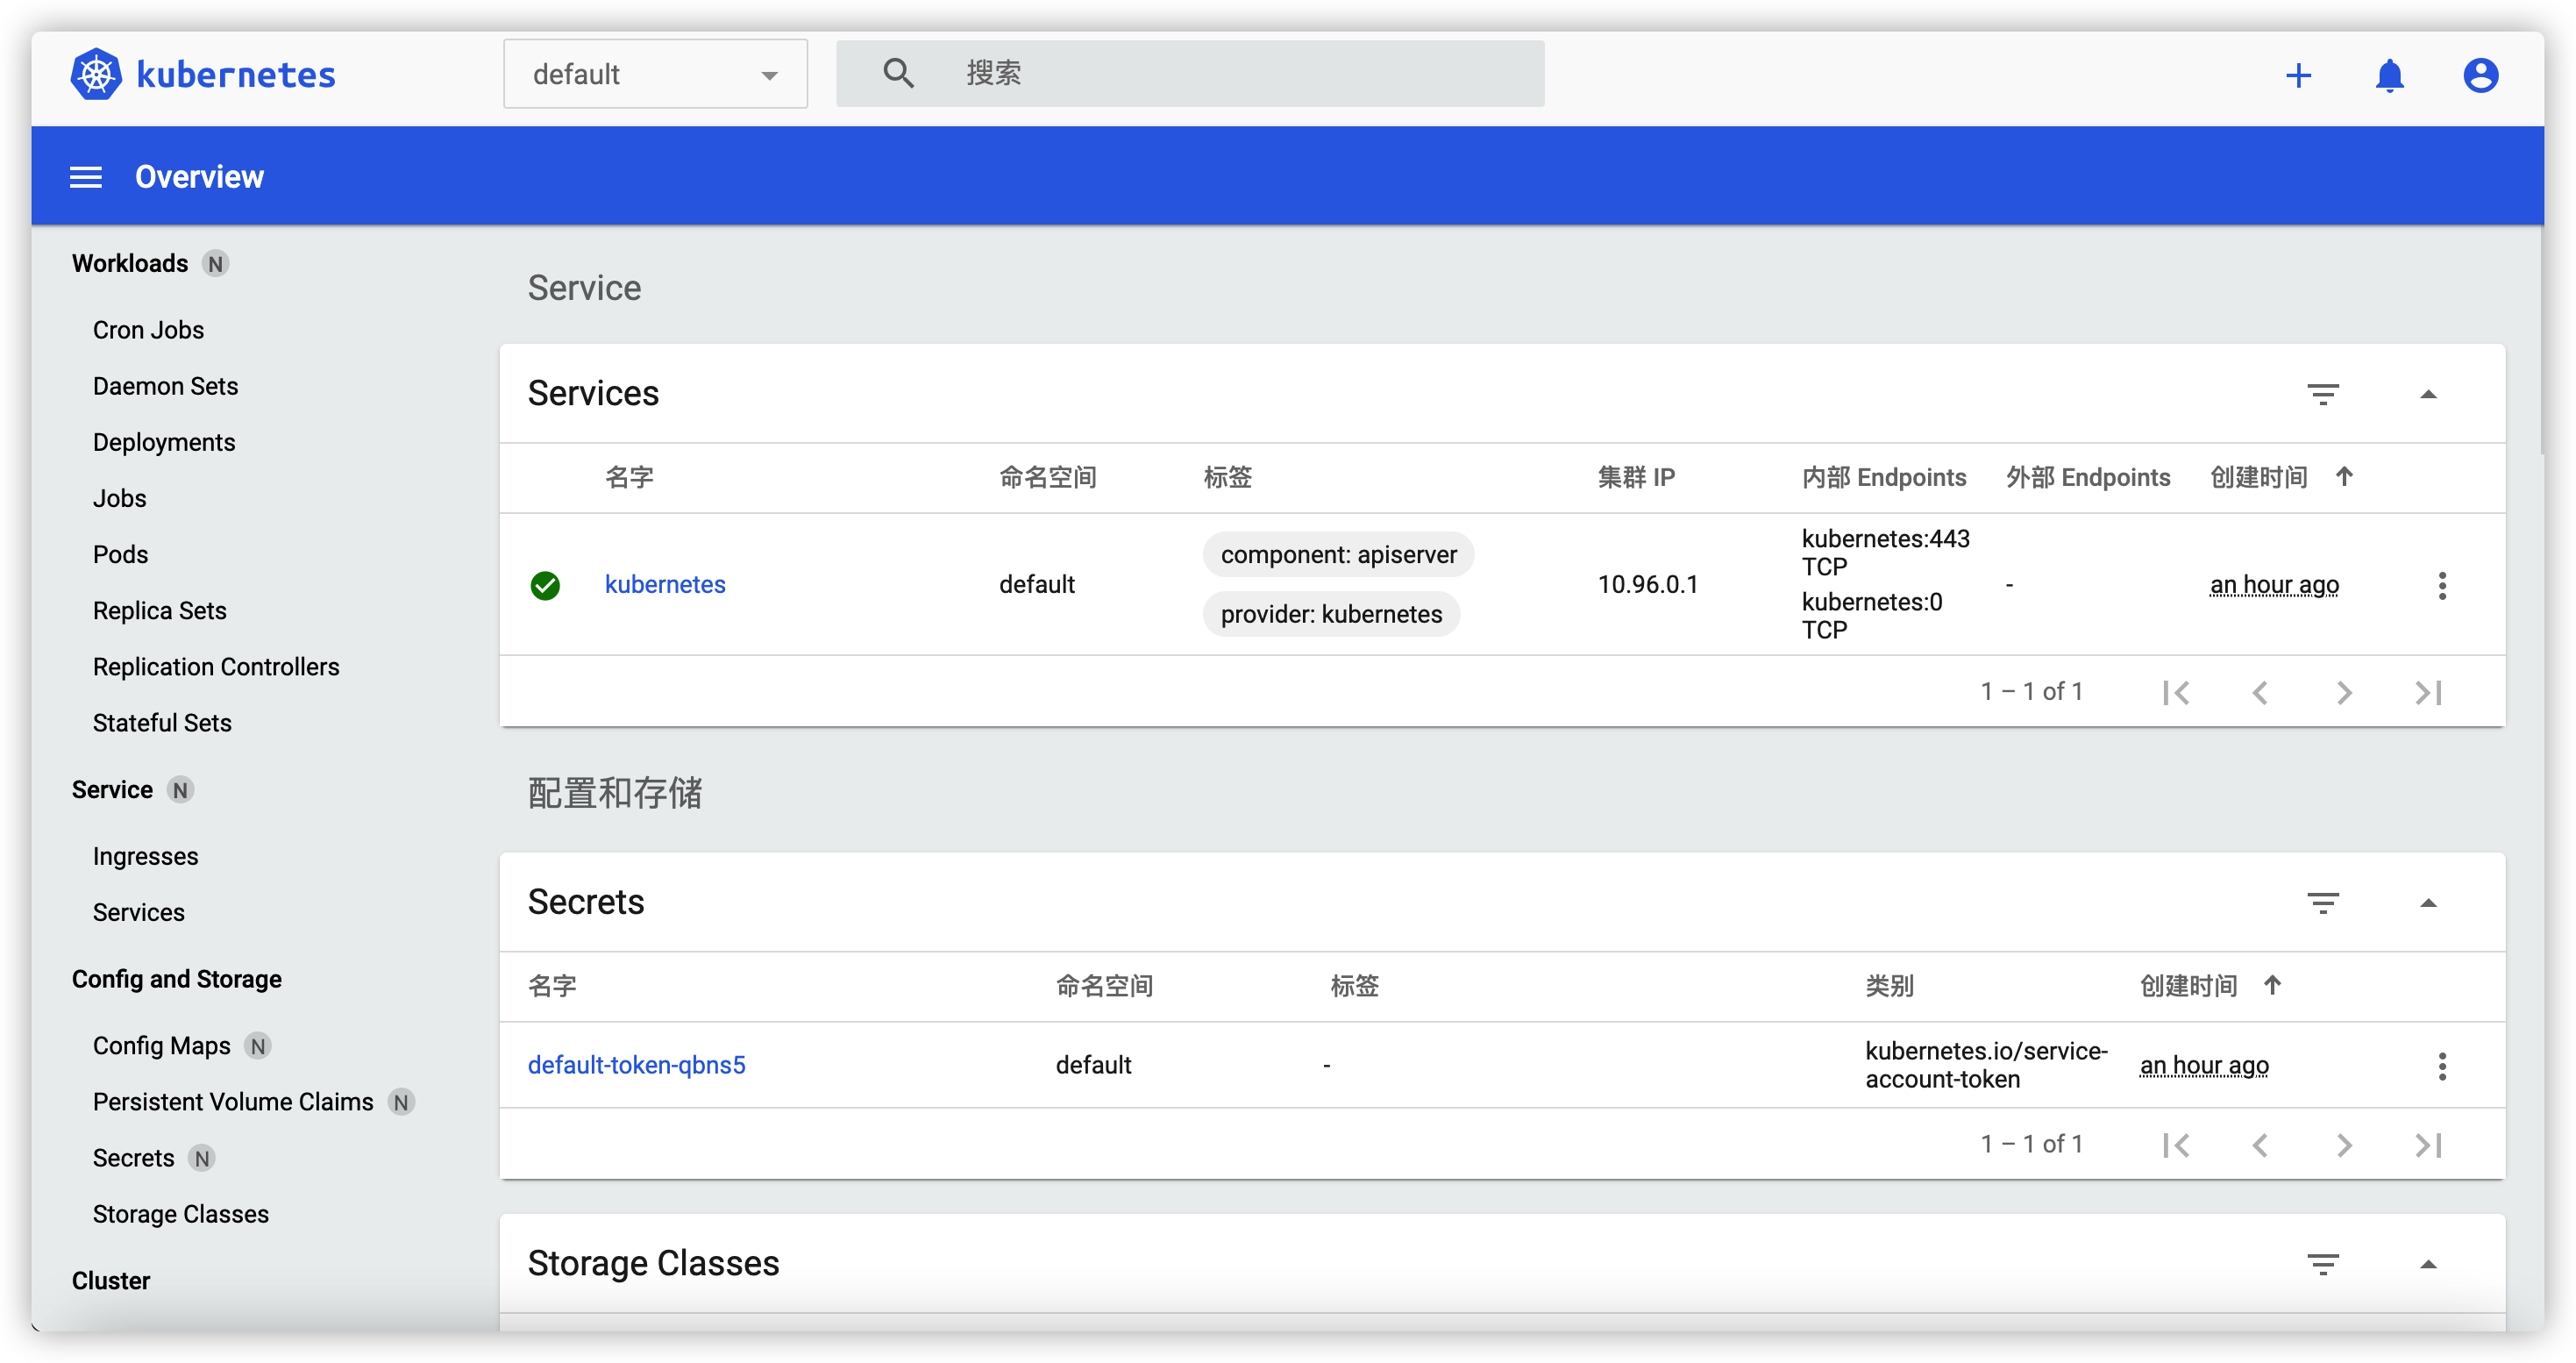 kubernetes
default
搜索
Overview
Workloads N
Cron Jobs
Daemon Sets
Deployments
Jobs
Pods
Replica Sets
Replication Controllers
Stateful Sets
Service N
Ingresses
Services
Config and Storage
Config Maps N
Persistent Volume Claims N
Secrets N
Storage Classes
Cluster
Service
Services
名字 命名空间 标签 集群 IP 内部 Endpoints 外部 Endpoints 创建时间
kubernetes default component: apiserver provider: kubernetes 10.96.0.1 kubernetes:443 TCP kubernetes:0 TCP - an hour ago
1 – 1 of 1
配置和存储
Secrets
名字 命名空间 标签 类别 创建时间
default-token-qbns5 default - kubernetes.io/service-account-token an hour ago
1 – 1 of 1
Storage Classes